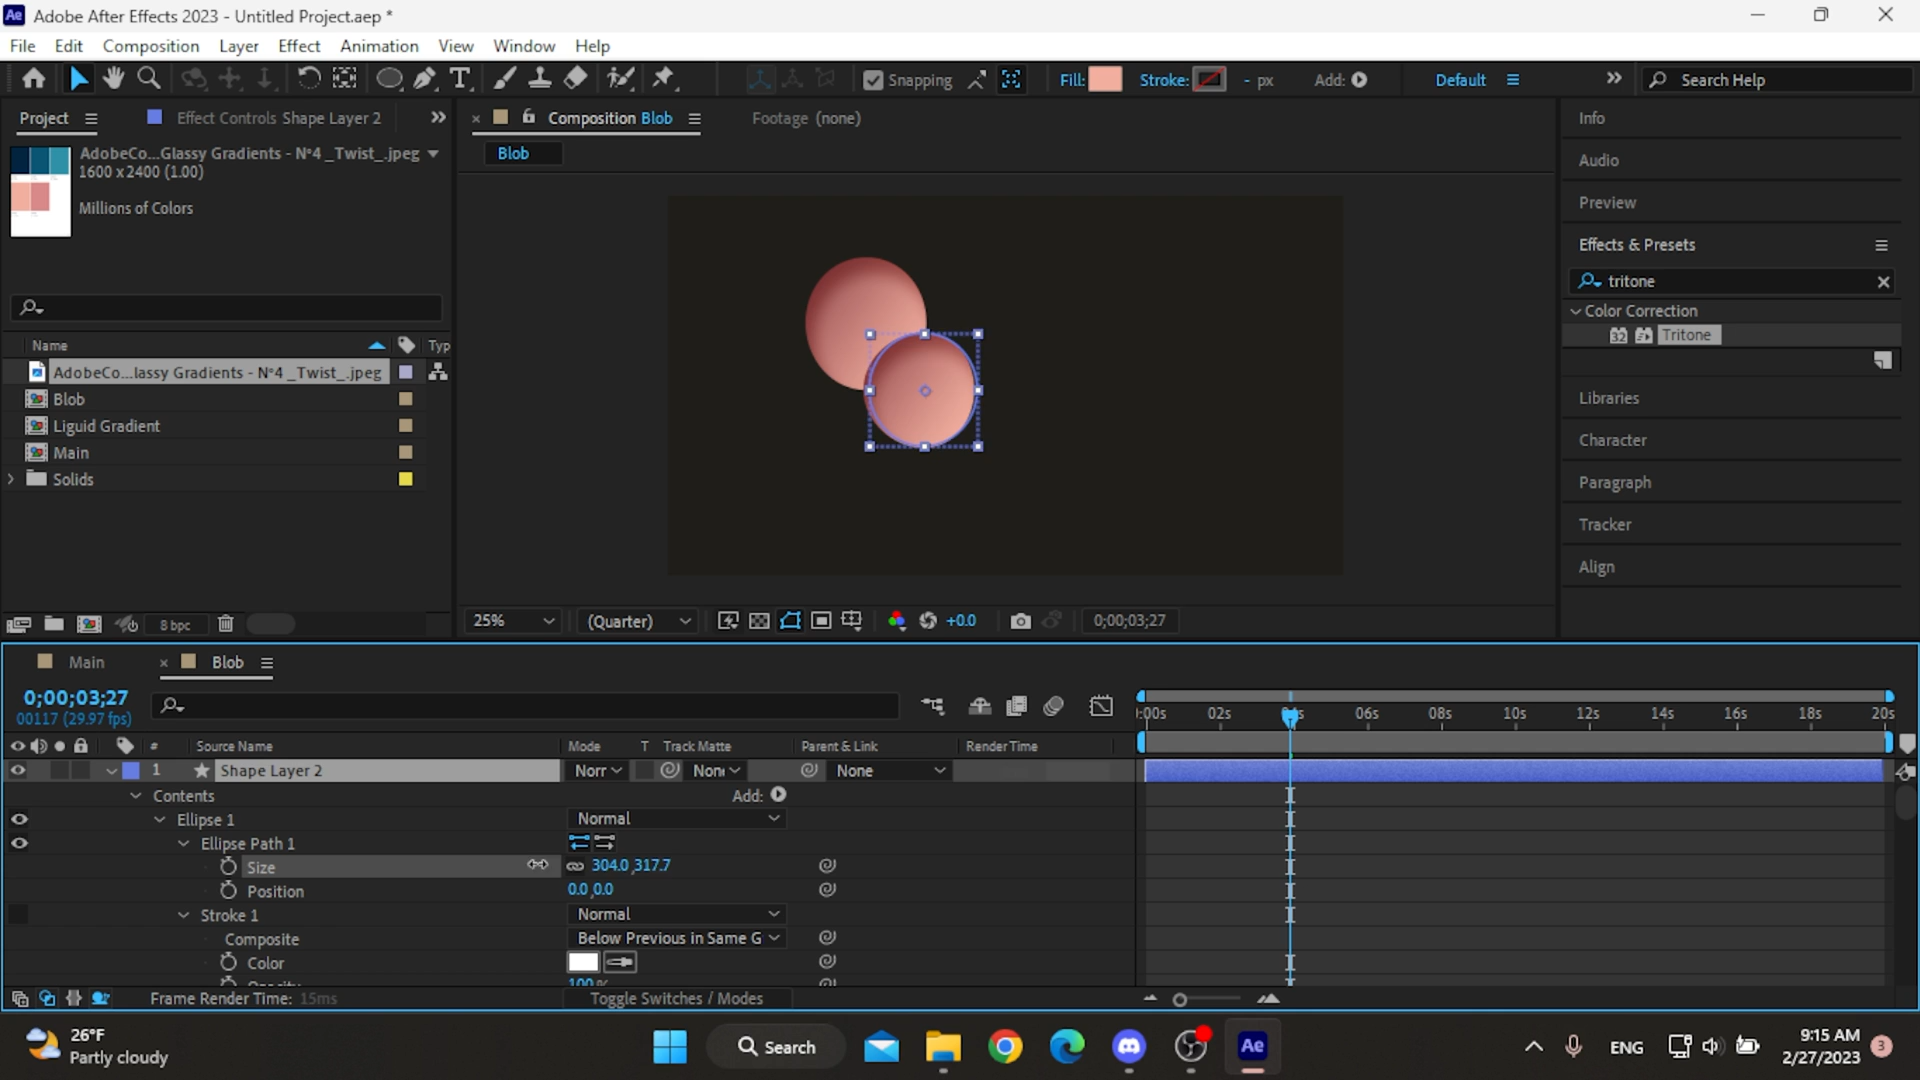 Ae Adobe After Effects 2023 - Untitled Project.aep *
File Edit Composition Layer Effect Animation View Window Help
T Snapping Fill: Stroke: - px Add: Default Search Help
Project Effect Controls Shape Layer 2
Composition Blob Footage (none)
Blob
AdobeCo...Glassy Gradients - N°4 _Twist_.jpeg
1600 x 2400 (1.00)
Millions of Colors
Name Typ
AdobeCo...lassy Gradients - N°4 _Twist_.jpeg
Blob
Liguid Gradient
Main
Solids
8 bpc
25% (Quarter) +0.0 0;00;03;27
Info
Audio
Preview
Effects & Presets
tritone
Color Correction
32 Tritone
Libraries
Character
Paragraph
Tracker
Align
Main Blob
0;00;03;27
00117 (29.97 fps)
):00s 02s 04s 06s 08s 10s 12s 14s 16s 18s 20s
# Source Name Mode T Track Matte Parent & Link Render Time
1 Shape Layer 2 Norr None None
Contents Add:
Ellipse 1 Normal
Ellipse Path 1
Size 304.0,317.7
Position 0.0,0.0
Stroke 1 Normal
Composite Below Previous in Same G
Color
Opacity 100%
Frame Render Time: 15ms Toggle Switches / Modes
26°F
Partly cloudy
Search
Ae
ENG
9:15 AM
2/27/2023
3